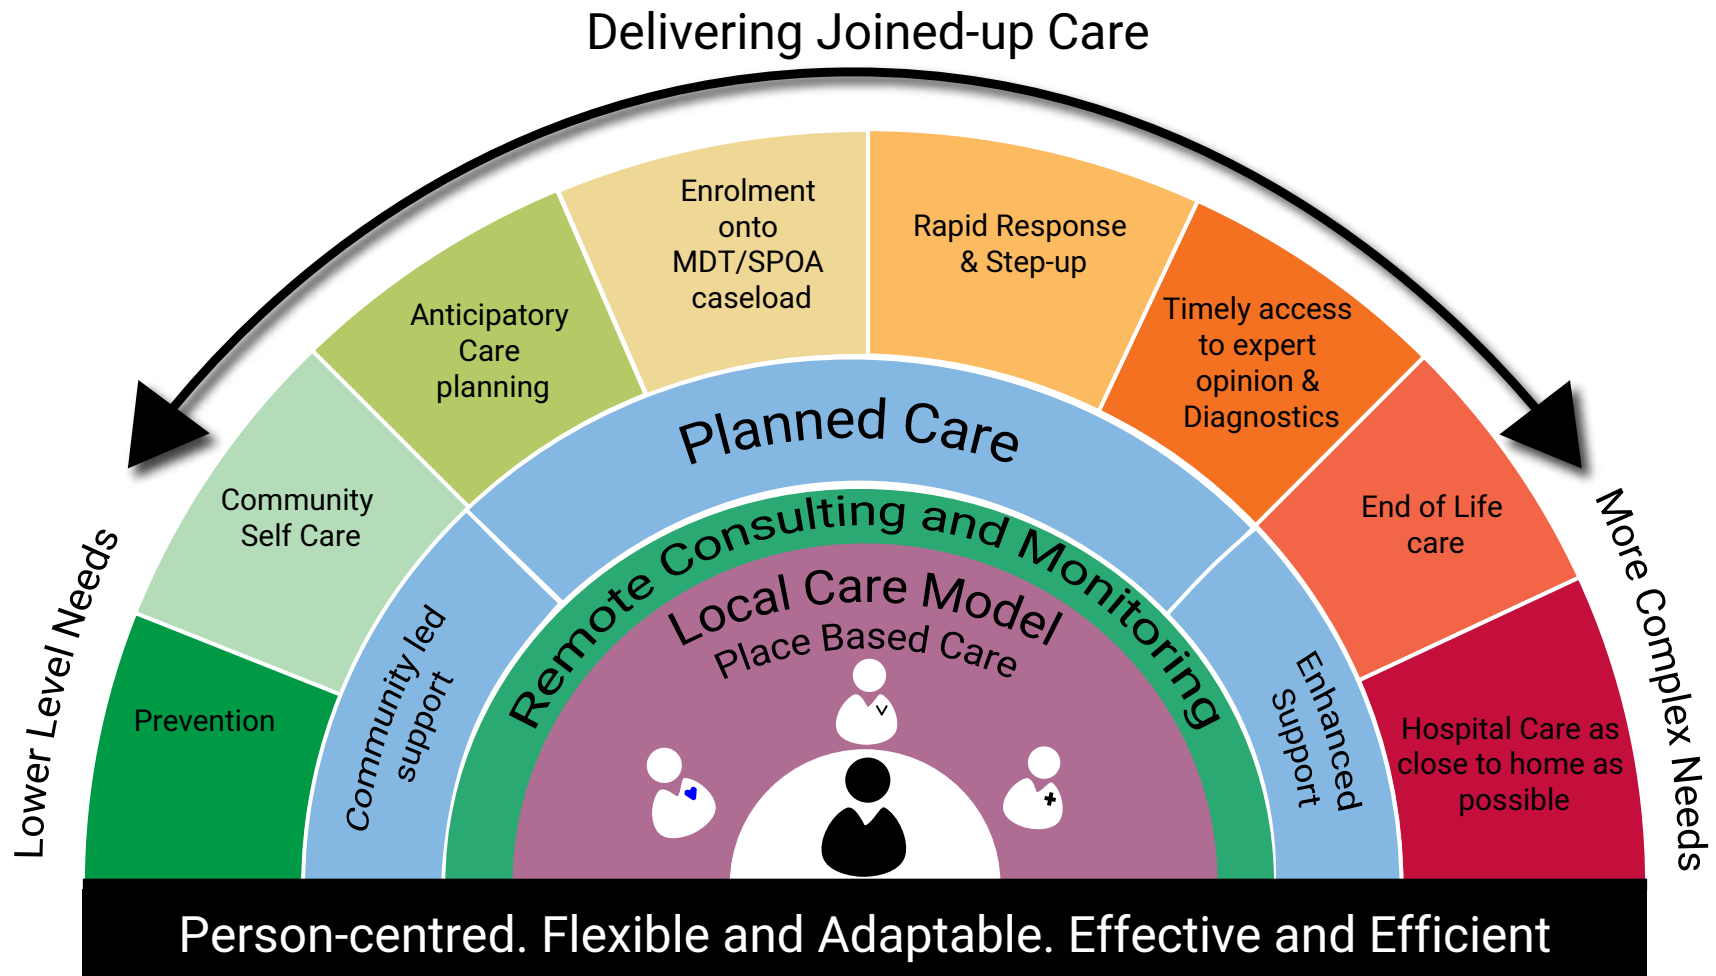 Delivering Joined-up Care
Lower Level Needs
More Complex Needs
Prevention
Community
Self Care
Anticipatory
Care
planning
Enrolment
onto
MDT/SPOA
caseload
Rapid Response
& Step-up
Timely access
to expert
opinion &
Diagnostics
End of Life
care
Hospital Care as
close to home as
possible
Community led
support
Planned Care
Enhanced
Support
Remote Consulting and Monitoring
Local Care Model
Place Based Care
Person-centred. Flexible and Adaptable. Effective and Efficient